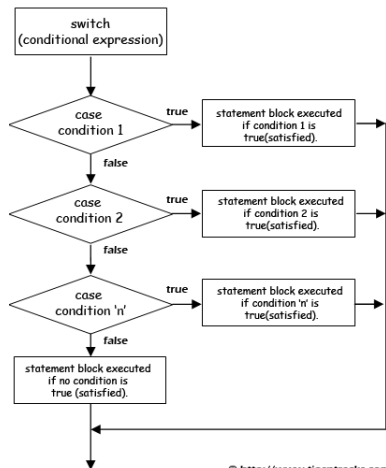 switch
(conditional expression)
case
condition 1
true
statement block executed
if condition 1 is
true(satisfied).
false
case
condition 2
true
statement block executed
if condition 2 is
true(satisfied).
false
case
condition 'n'
true
statement block executed
if condition 'n' is
true(satisfied).
false
statement block executed
if no condition is
true (satisfied).